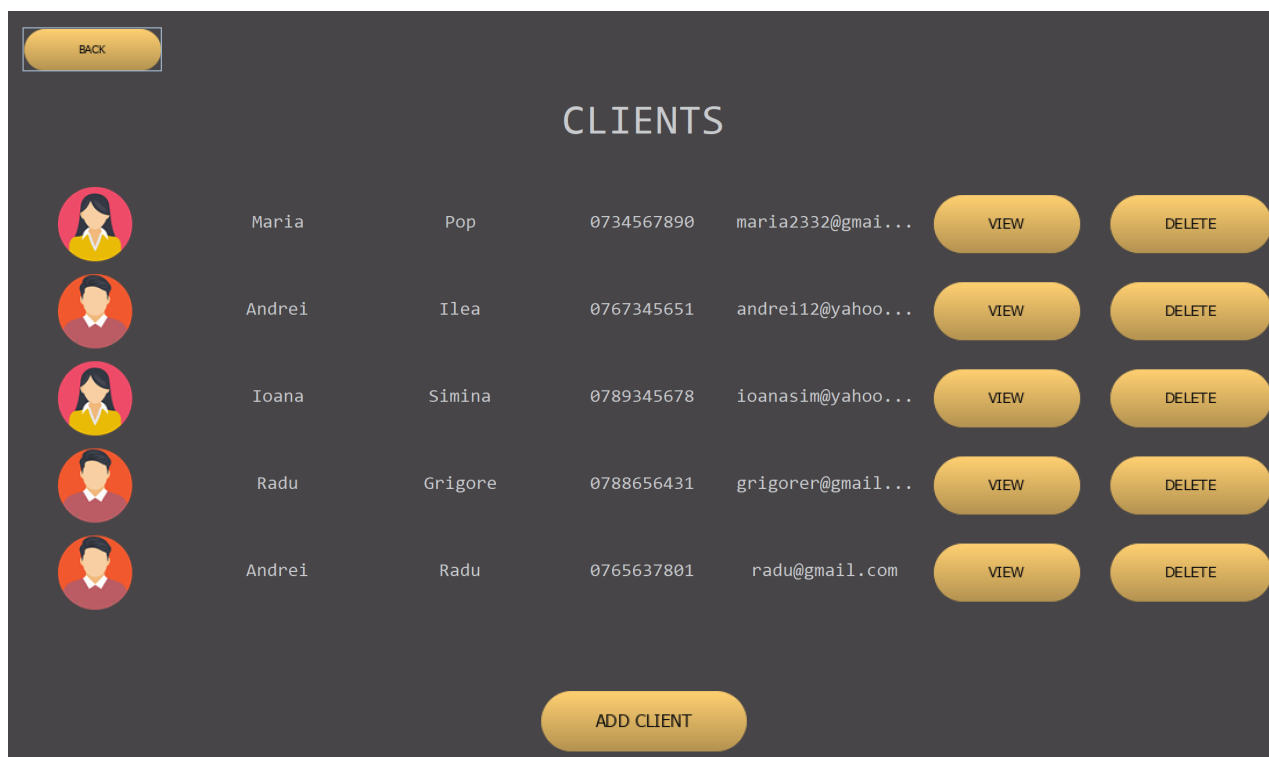 BACK
CLIENTS
Maria Pop 0734567890 maria2332@gmai... VIEW DELETE
Andrei Ilea 0767345651 andrei12@yahoo... VIEW DELETE
Ioana Simina 0789345678 ioanasim@yahoo... VIEW DELETE
Radu Grigore 0788656431 grigorer@gmail... VIEW DELETE
Andrei Radu 0765637801 radu@gmail.com VIEW DELETE
ADD CLIENT